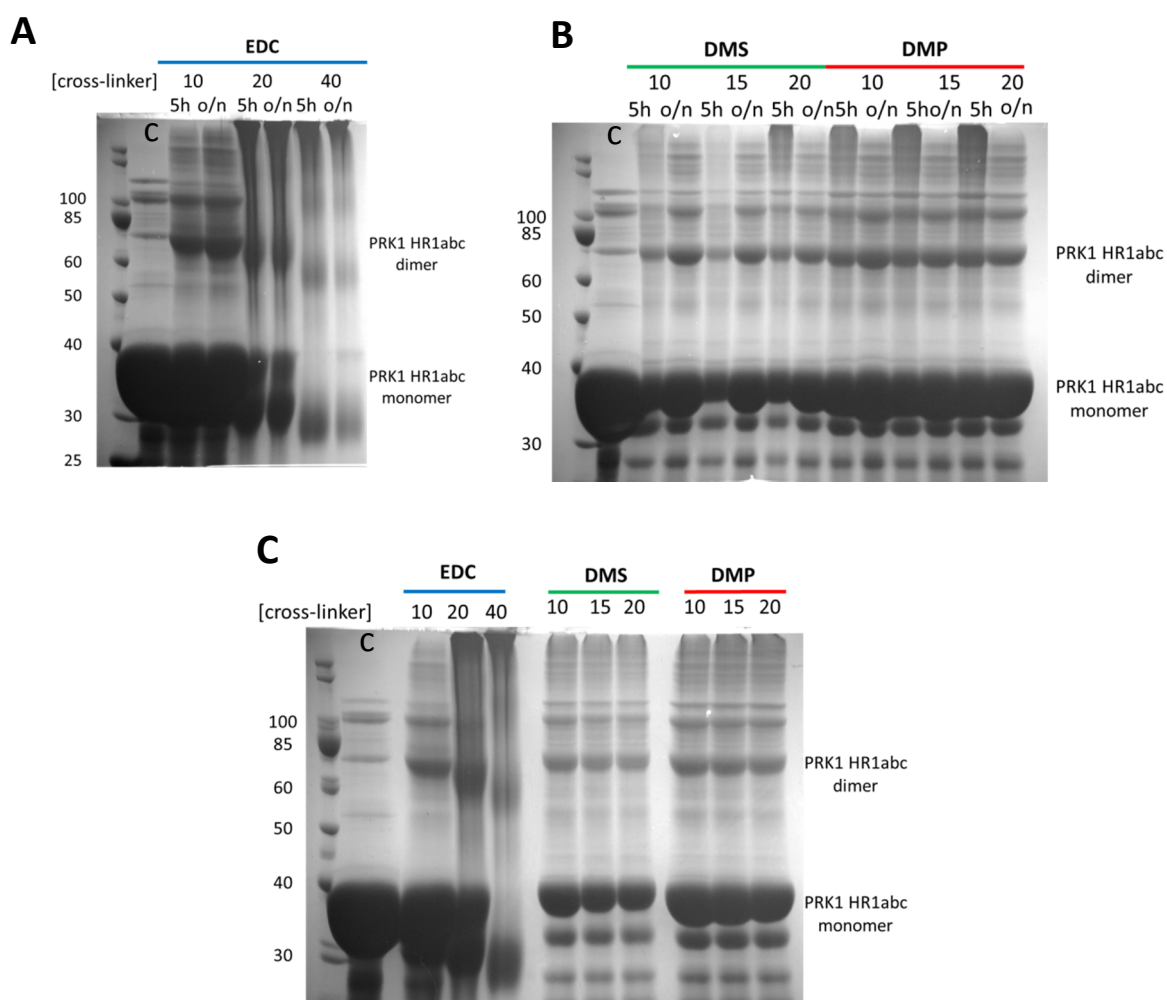 A
EDC
[cross-linker] 10 20 40
5h o/n 5h o/n 5h o/n
C
100
85
60
50
40
30
25
PRK1 HR1abc
dimer
PRK1 HR1abc
monomer
B
DMS DMP
10 15 20 10 15 20
5h o/n 5h o/n 5h o/n5h o/n 5ho/n 5h o/n
C
100
85
60
50
40
30
PRK1 HR1abc
dimer
PRK1 HR1abc
monomer
C
EDC DMS DMP
[cross-linker] 10 20 40 10 15 20 10 15 20
C
100
85
60
50
40
30
PRK1 HR1abc
dimer
PRK1 HR1abc
monomer